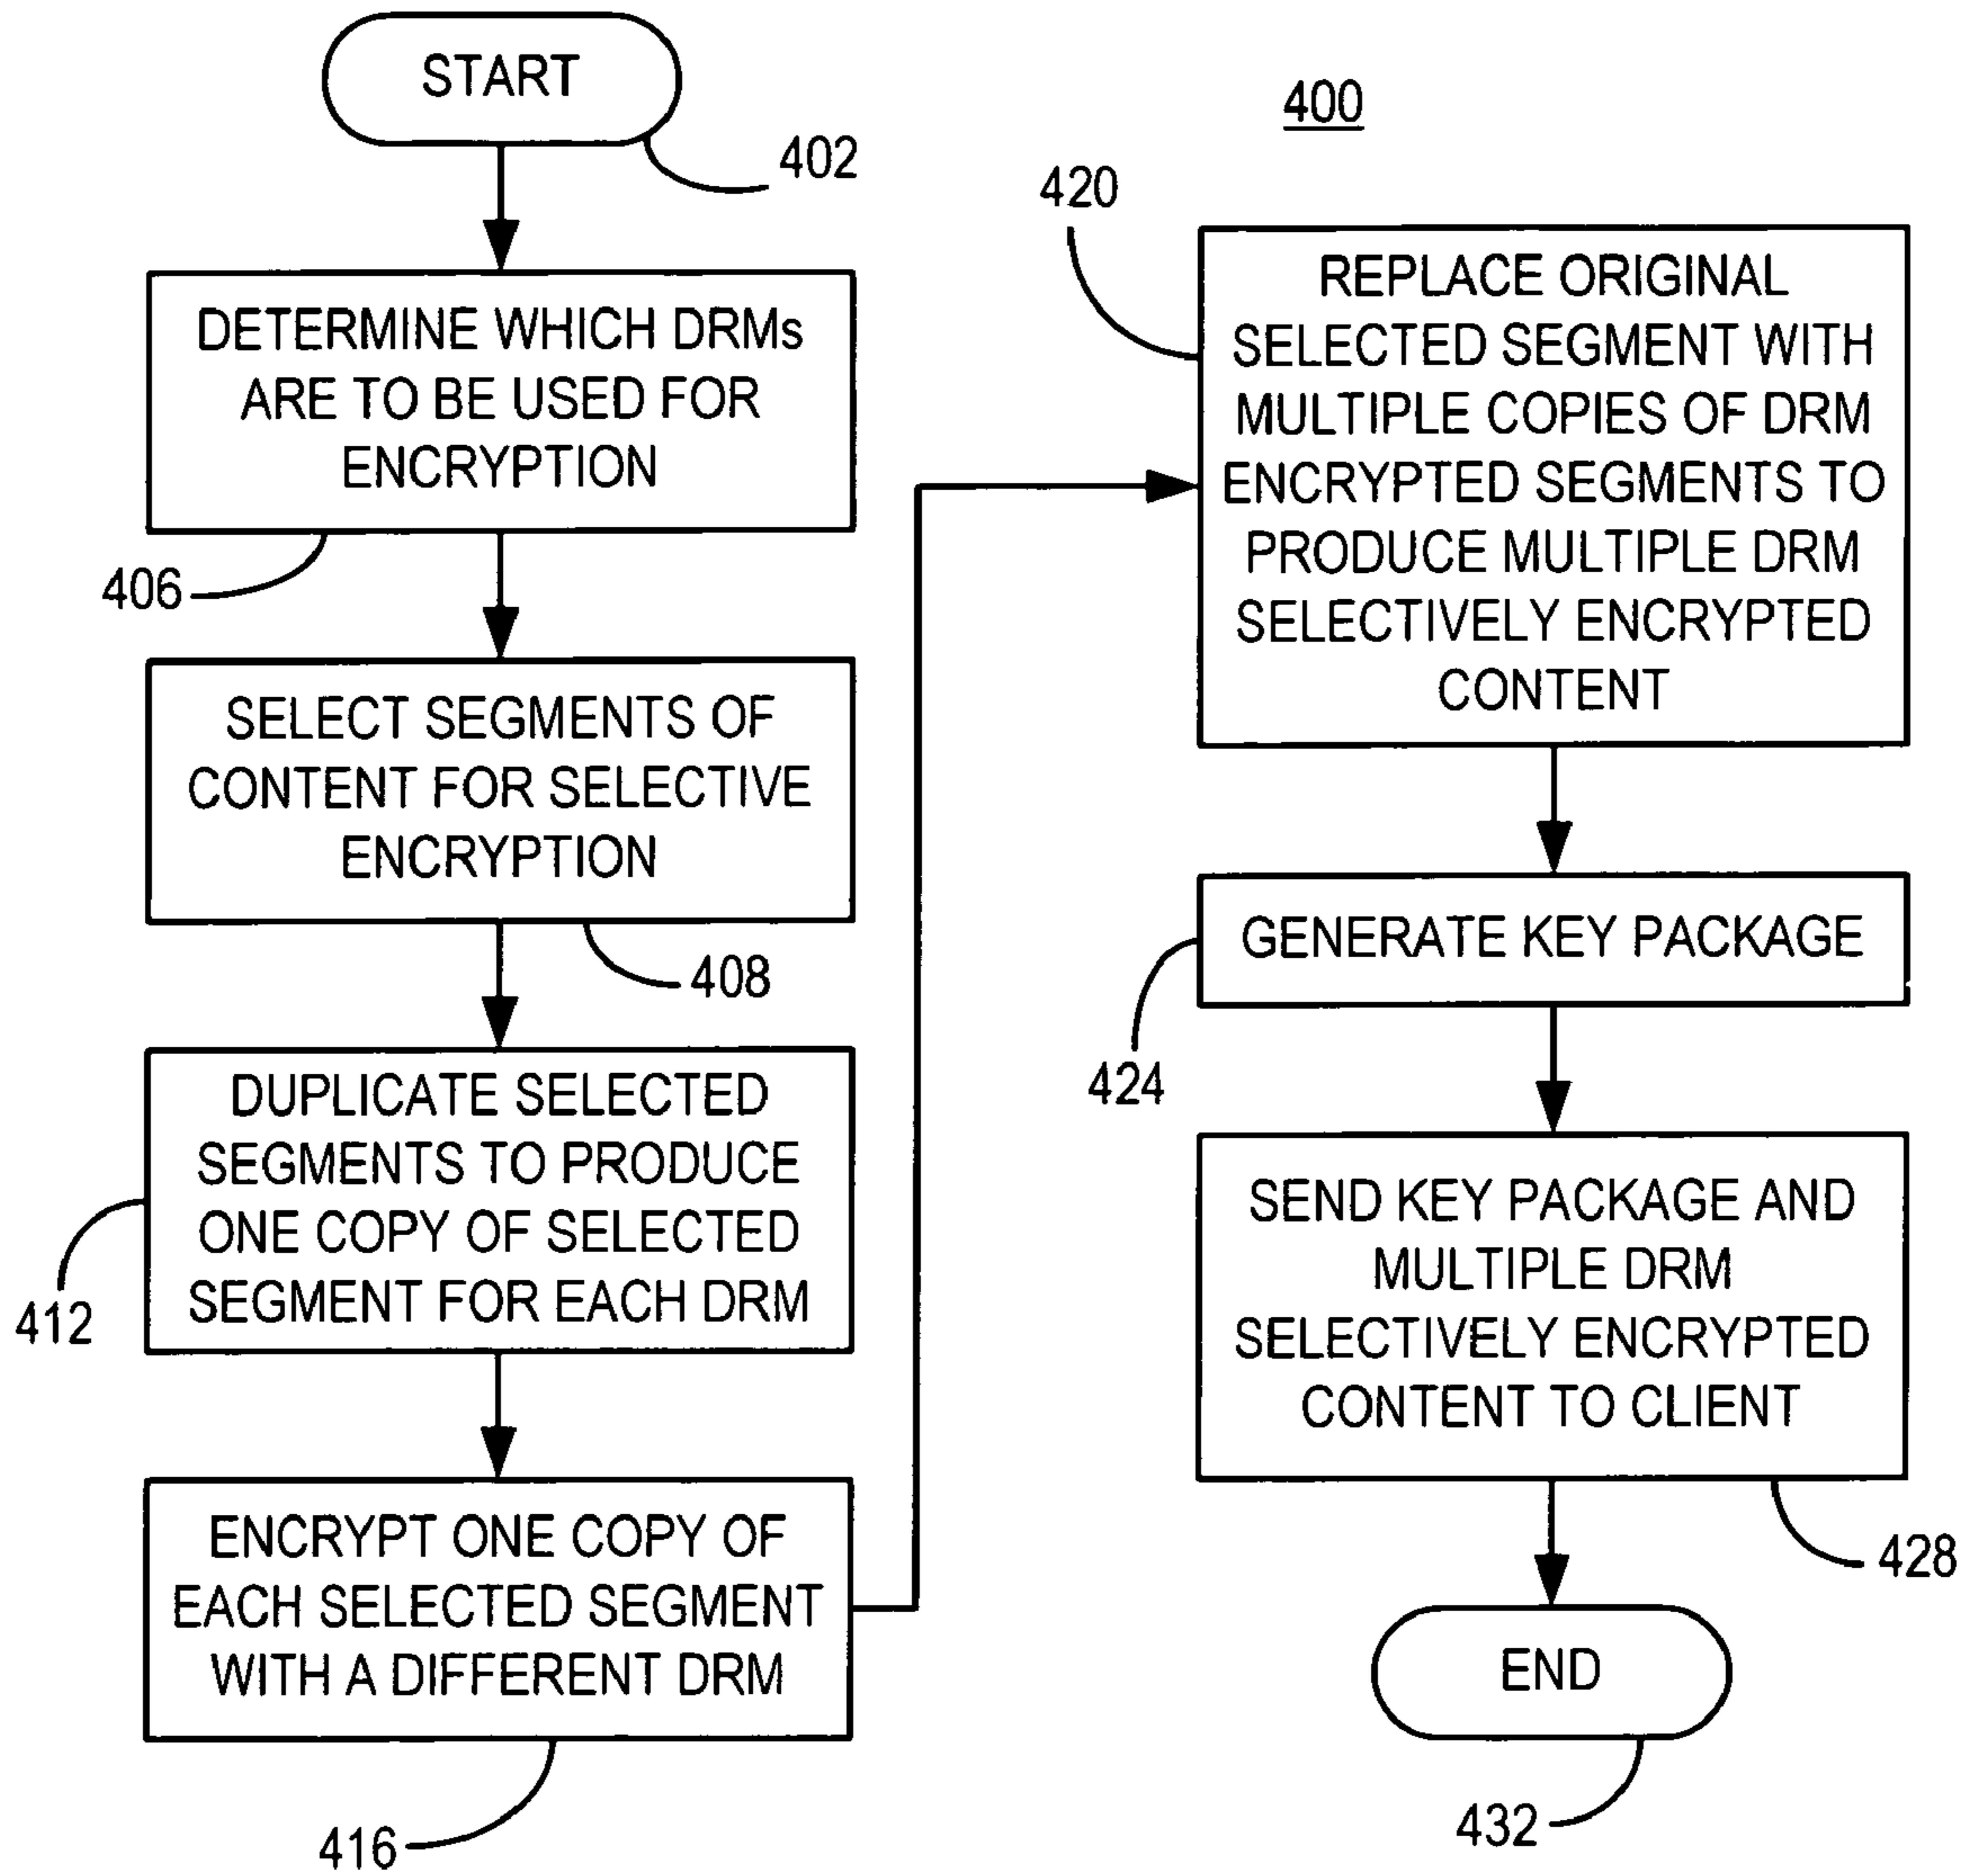 START
402
DETERMINE WHICH DRMs
ARE TO BE USED FOR
ENCRYPTION
406
SELECT SEGMENTS OF
CONTENT FOR SELECTIVE
ENCRYPTION
408
DUPLICATE SELECTED
SEGMENTS TO PRODUCE
ONE COPY OF SELECTED
SEGMENT FOR EACH DRM
412
ENCRYPT ONE COPY OF
EACH SELECTED SEGMENT
WITH A DIFFERENT DRM
416
400
420
REPLACE ORIGINAL
SELECTED SEGMENT WITH
MULTIPLE COPIES OF DRM
ENCRYPTED SEGMENTS TO
PRODUCE MULTIPLE DRM
SELECTIVELY ENCRYPTED
CONTENT
GENERATE KEY PACKAGE
424
SEND KEY PACKAGE AND
MULTIPLE DRM
SELECTIVELY ENCRYPTED
CONTENT TO CLIENT
428
END
432